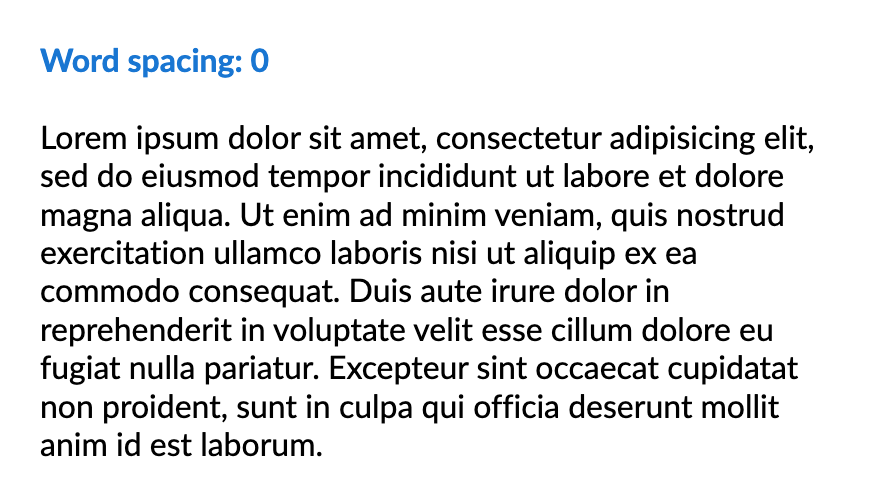 Word spacing: 0
Lorem ipsum dolor sit amet, consectetur adipisicing elit,
sed do eiusmod tempor incididunt ut labore et dolore
magna aliqua. Ut enim ad minim veniam, quis nostrud
exercitation ullamco laboris nisi ut aliquip ex ea
commodo consequat. Duis aute irure dolor in
reprehenderit in voluptate velit esse cillum dolore eu
fugiat nulla pariatur. Excepteur sint occaecat cupidatat
non proident, sunt in culpa qui officia deserunt mollit
anim id est laborum.